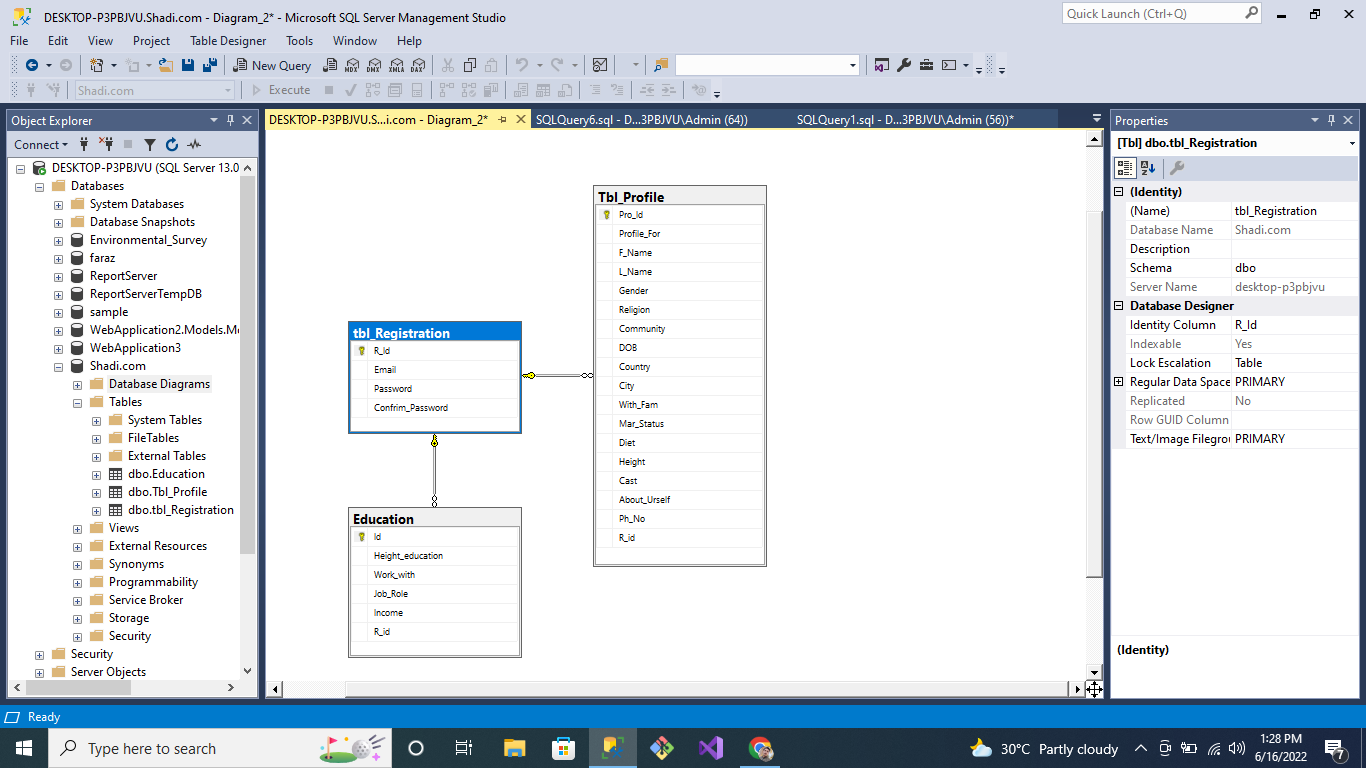 DESKTOP-P3PBJVU.Shadi.com - Diagram_2* - Microsoft SQL Server Management Studio
Quick Launch (Ctrl+Q)
File Edit View Project Table Designer Tools Window Help
New Query MDX DMX XMLA DAX
Shadi.com Execute
Object Explorer
Connect
DESKTOP-P3PBJVU (SQL Server 13.0
Databases
System Databases
Database Snapshots
Environmental_Survey
faraz
ReportServer
ReportServerTempDB
sample
WebApplication2.Models.M
WebApplication3
Shadi.com
Database Diagrams
Tables
System Tables
FileTables
External Tables
dbo.Education
dbo.Tbl_Profile
dbo.tbl_Registration
Views
External Resources
Synonyms
Programmability
Service Broker
Storage
Security
Security
Server Objects
DESKTOP-P3PBJVU.S...i.com - Diagram_2*
SQLQuery6.sql - D...3PBJVU\Admin (64))
SQLQuery1.sql - D...3PBJVU\Admin (56))*
tbl_Registration
R_Id
Email
Password
Confrim_Password
Education
Id
Height_education
Work_with
Job_Role
Income
R_id
Tbl_Profile
Pro_Id
Profile_For
F_Name
L_Name
Gender
Religion
Community
DOB
Country
City
With_Fam
Mar_Status
Diet
Height
Cast
About_Urself
Ph_No
R_id
Properties
[Tbl] dbo.tbl_Registration
(Identity)
(Name) tbl_Registration
Database Name Shadi.com
Description
Schema dbo
Server Name desktop-p3pbjvu
Database Designer
Identity Column R_Id
Indexable Yes
Lock Escalation Table
Regular Data Space PRIMARY
Replicated No
Row GUID Column
Text/Image Filegrou PRIMARY
(Identity)
Ready
Type here to search
30°C Partly cloudy
1:28 PM
6/16/2022
7